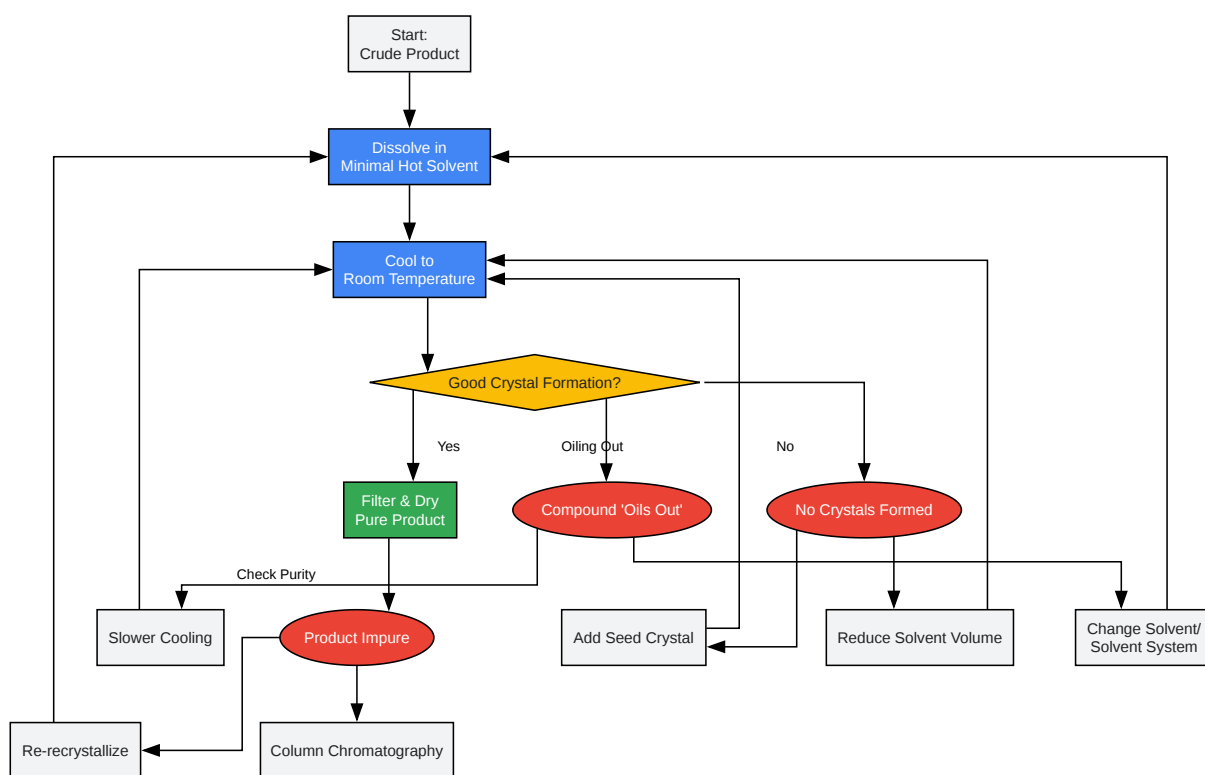 Start:
Crude Product
Dissolve in
Minimal Hot Solvent
Cool to
Room Temperature
Good Crystal Formation?
Yes
Oiling Out
No
Filter & Dry
Pure Product
Compound 'Oils Out'
No Crystals Formed
Check Purity
Slower Cooling
Product Impure
Add Seed Crystal
Reduce Solvent Volume
Change Solvent/
Solvent System
Re-recrystallize
Column Chromatography